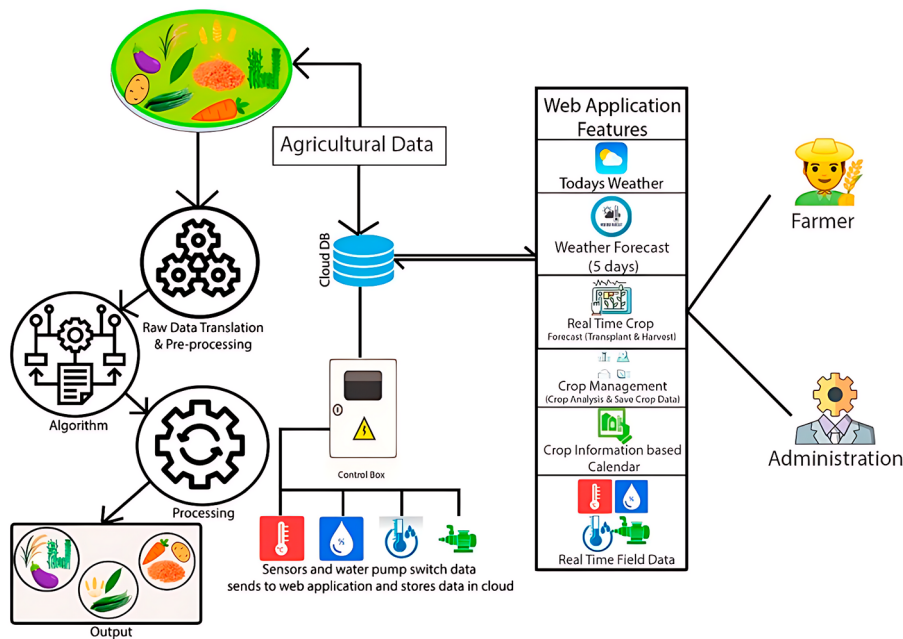 Agricultural Data
Cloud DB
Raw Data Translation
& Pre-processing
Algorithm
Processing
Output
Control Box
Sensors and water pump switch data
sends to web application and stores data in cloud
Web Application
Features
Todays Weather
Weather Forecast
(5 days)
Real Time Crop
Forecast (Transplant & Harvest)
Crop Management
(Crop Analysis & Save Crop Data)
Crop Information based
Calendar
Real Time Field Data
Farmer
Administration